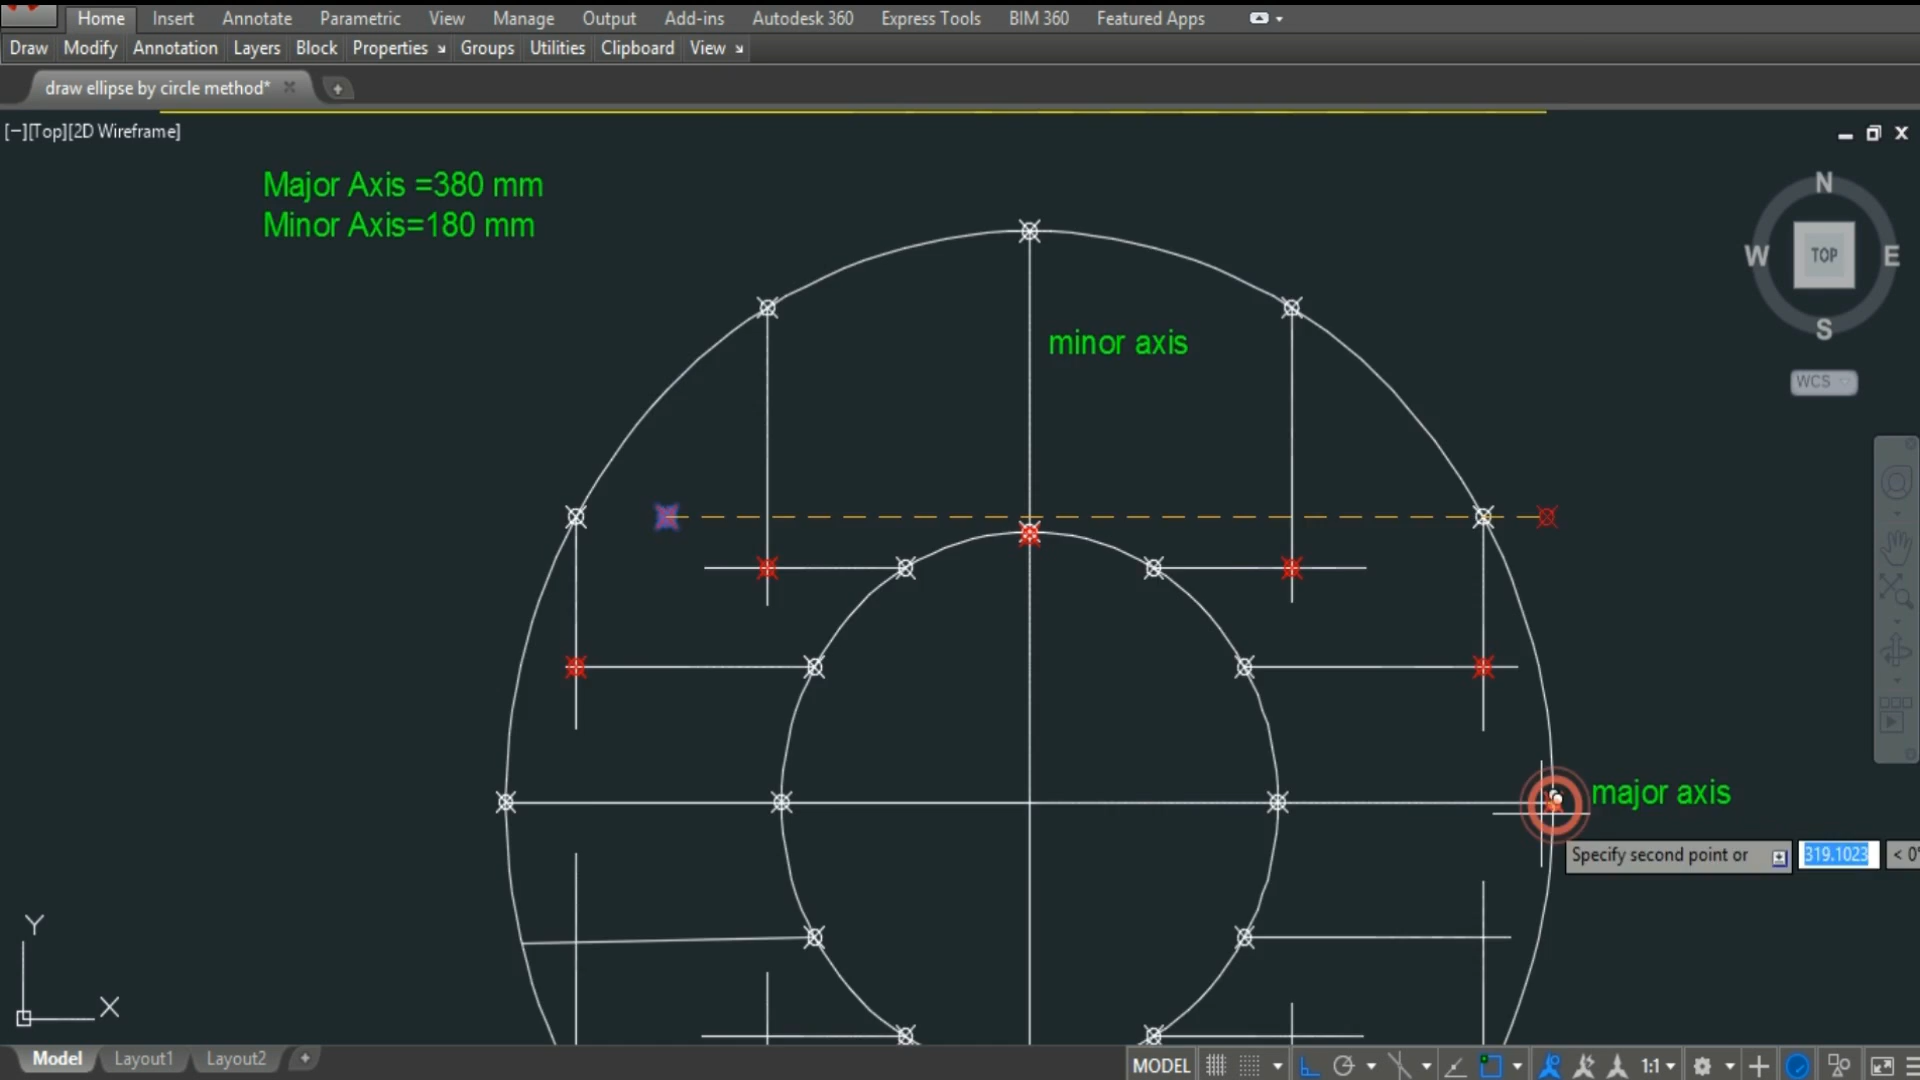 Home Insert Annotate Parametric View Manage Output Add-ins Autodesk 360 Express Tools BIM 360 Featured Apps
Draw Modify Annotation Layers Block Properties Groups Utilities Clipboard View
draw ellipse by circle method*
[−][Top][2D Wireframe]
Major Axis =380 mm
Minor Axis=180 mm
N
W TOP E
S
minor axis
WCS
major axis
Specify second point or 319.1023 < 0°
Y
X
Model Layout1 Layout2
MODEL 1:1